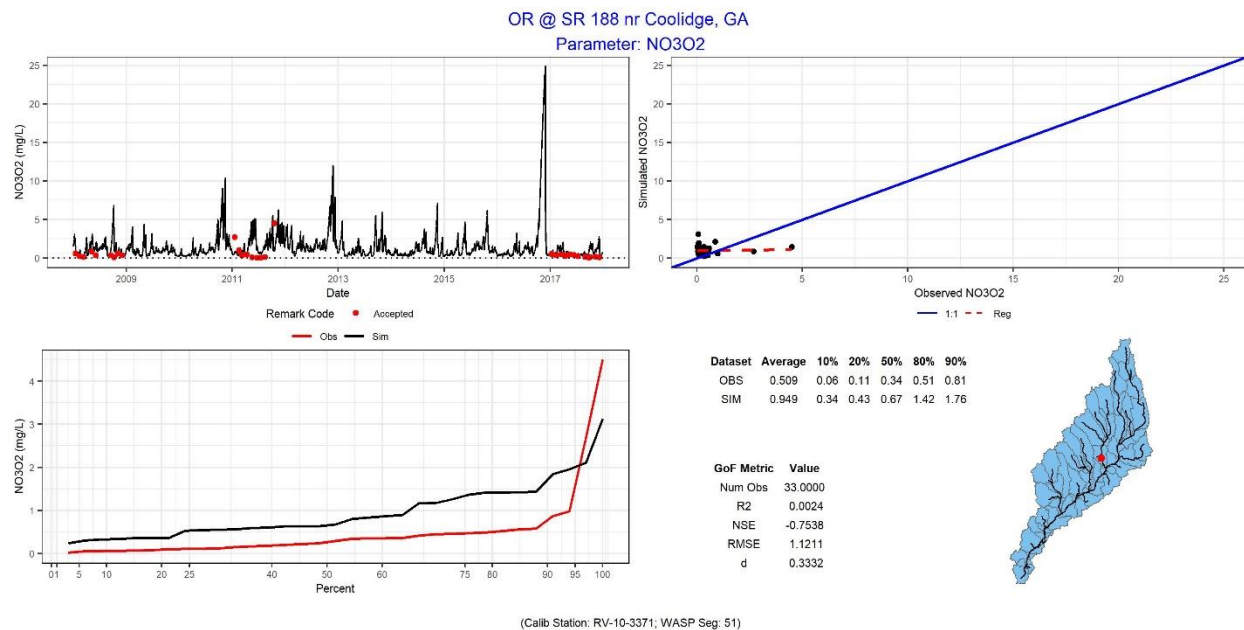 OR @ SR 188 nr Coolidge, GA
Parameter: NO3O2
NO3O2 (mg/L)
25
20
15
10
5
0
2009
2011
2013
2015
2017
Date
Remark Code
Accepted
Simulated NO3O2
25
20
15
10
5
0
0
5
10
15
20
25
Observed NO3O2
1:1
Reg
Obs
Sim
NO3O2 (mg/L)
4
3
2
1
0
01
5
10
20
25
40
50
60
75
80
90
95
100
Percent
Dataset Average 10% 20% 50% 80% 90%
OBS 0.509 0.06 0.11 0.34 0.51 0.81
SIM 0.949 0.34 0.43 0.67 1.42 1.76
GoF Metric Value
Num Obs 33.0000
R2 0.0024
NSE -0.7538
RMSE 1.1211
d 0.3332
(Calib Station: RV-10-3371; WASP Seg: 51)